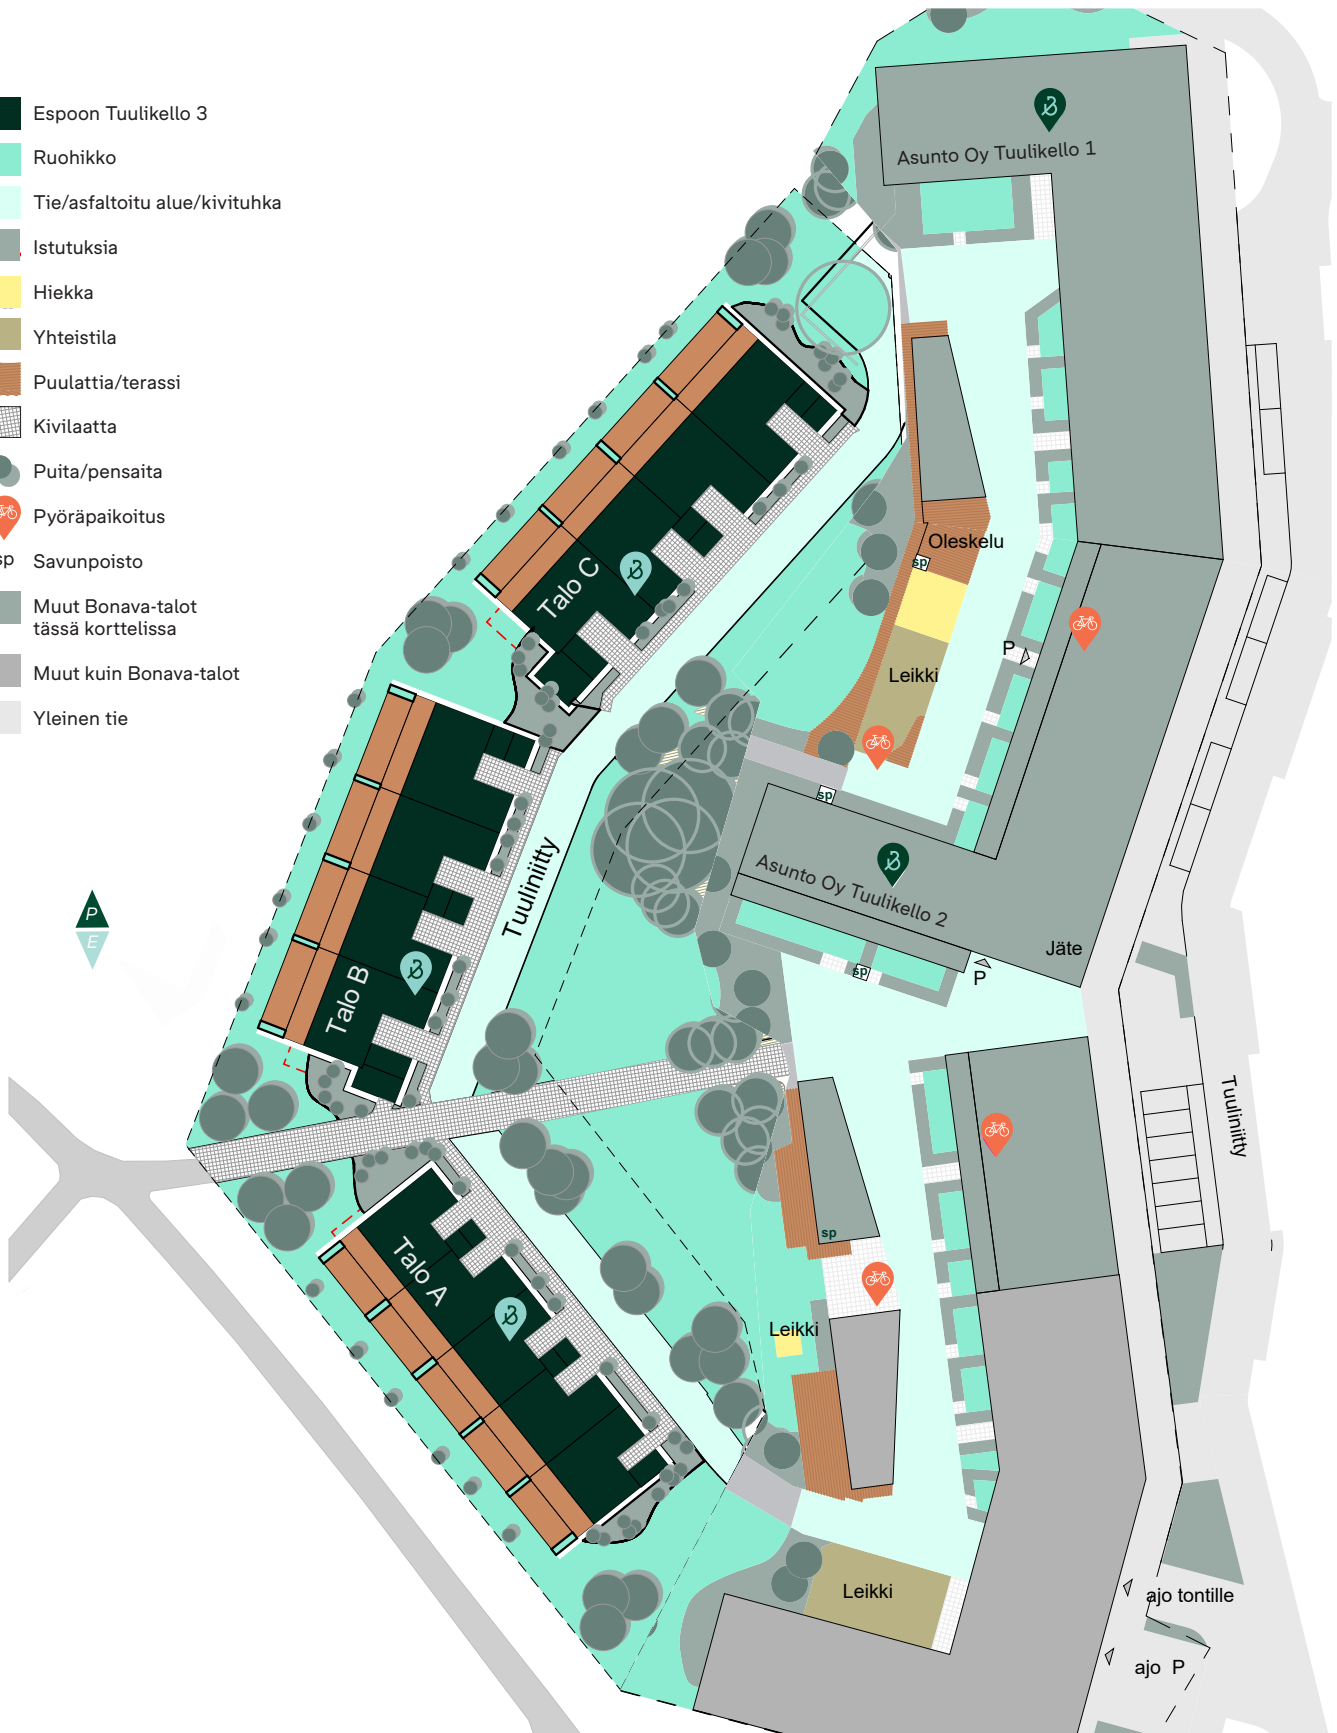 Espoon Tuulikello 3
Ruohikko
Tie/asfaltoitu alue/kivituhka
Istutuksia
Hiekka
Yhteistila
Puulattia/terassi
Kivilaatta
Puita/pensaita
Pyöräpaikoitus
sp Savunpoisto
Muut Bonava-talot
tässä korttelissa
Muut kuin Bonava-talot
Yleinen tie
P
E
Asunto Oy Tuulikello 1
Talo C
Oleskelu
sp
Leikki
P
sp
Asunto Oy Tuulikello 2
Jäte
sp
P
Tuuliniitty
Talo B
Tuuliniitty
Talo A
sp
Leikki
Leikki
ajo tontille
ajo P